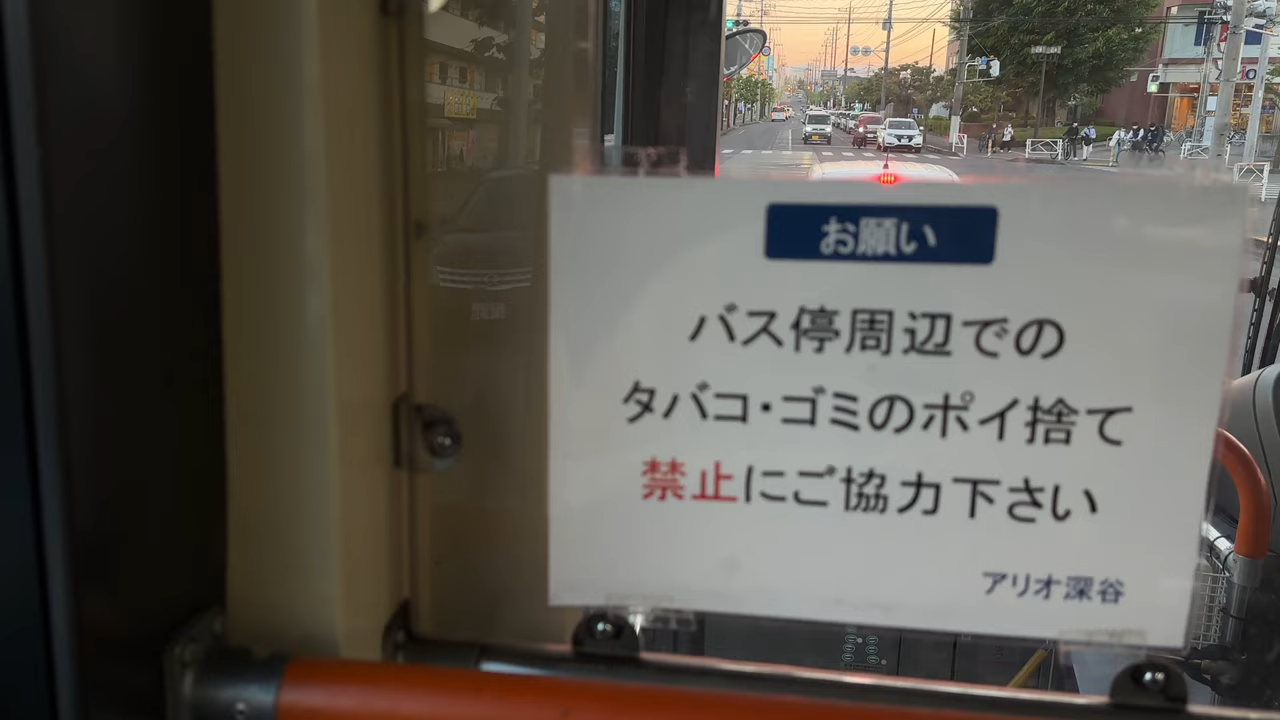 お願い
バス停周辺での
タバコ・ゴミのポイ捨て
禁止にご協力下さい
アリオ深谷